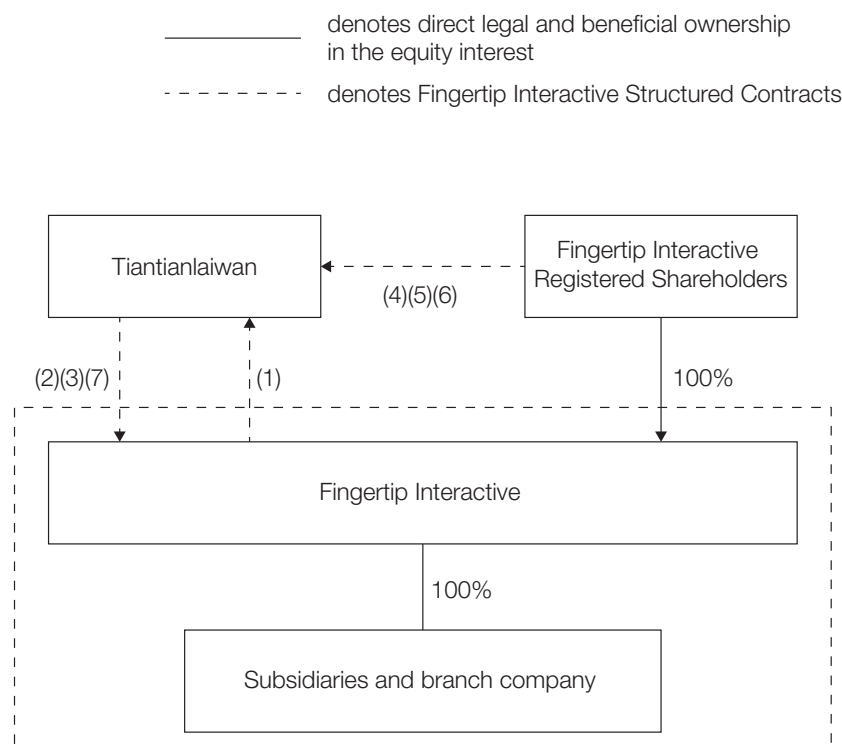 denotes direct legal and beneficial ownership
in the equity interest
denotes Fingertip Interactive Structured Contracts
Tiantianlaiwan
Fingertip Interactive
Registered Shareholders
(4)(5)(6)
(2)(3)(7)
(1)
100%
Fingertip Interactive
100%
Subsidiaries and branch company